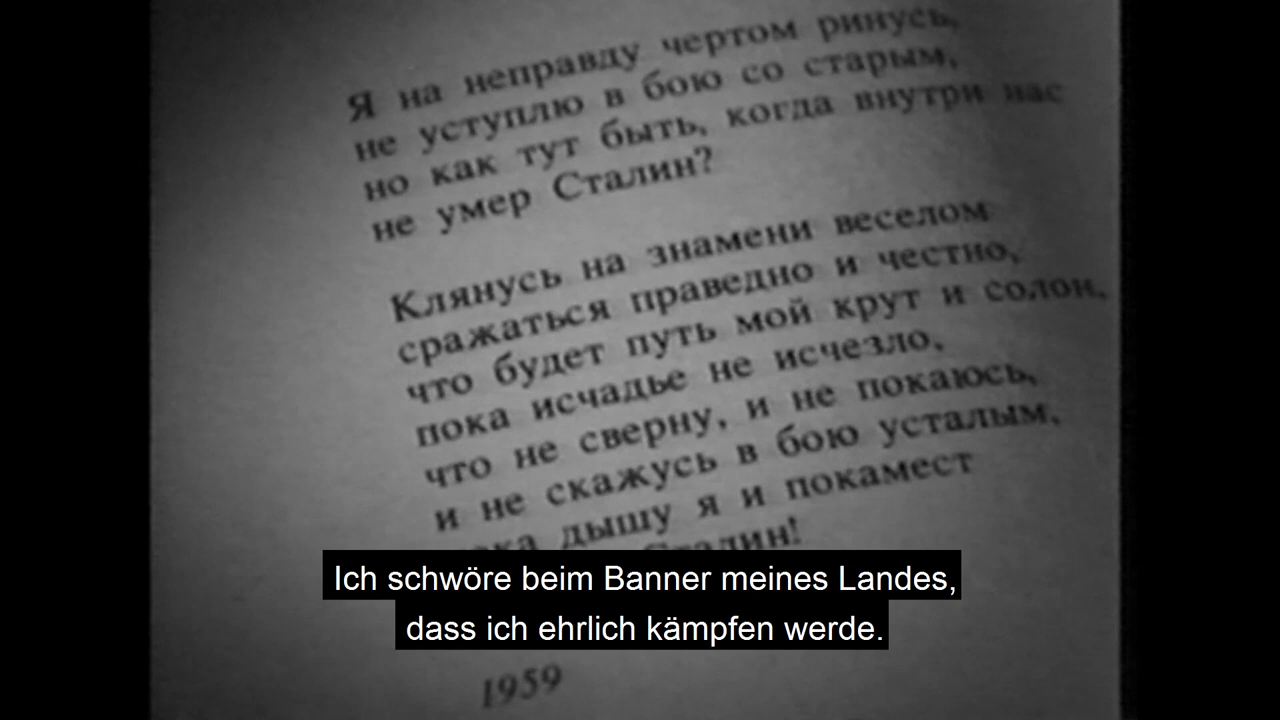 Я на неправду чертом ринусь,
не уступлю в бою со старым,
но как тут быть, когда внутри нас
не умер Сталин?
Клянусь на знамени веселом
сражаться праведно и честно,
что будет путь мой крут и солон,
пока исчадье не исчезло,
что не сверну, и не покаюсь,
и не скажусь в бою усталым,
дышу я и покамест
Сталин!
Ich schwöre beim Banner meines Landes,
dass ich ehrlich kämpfen werde.
1959